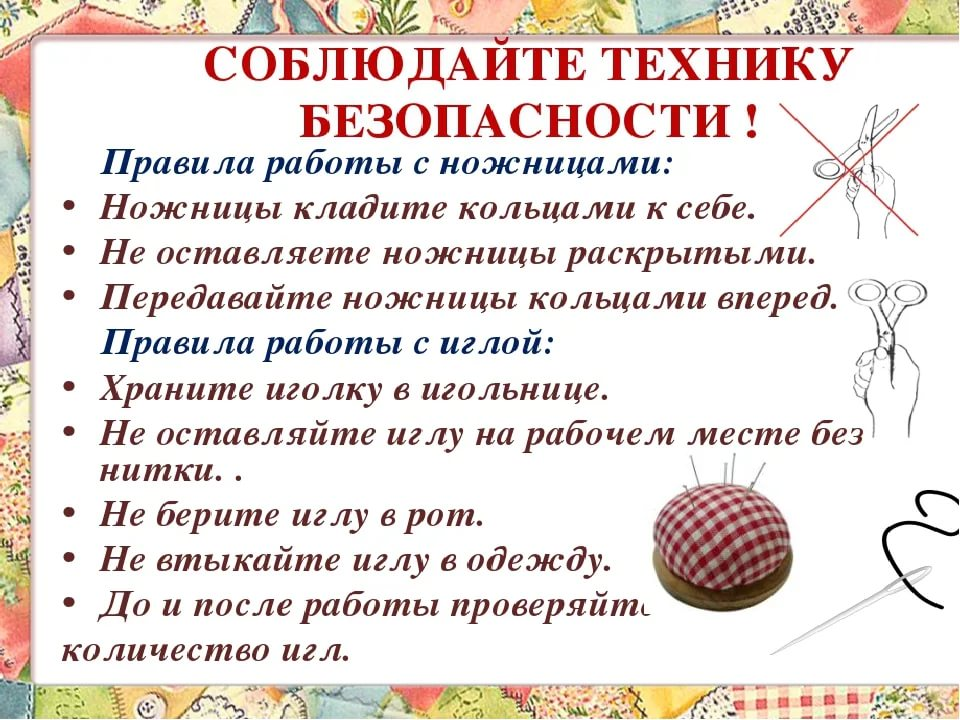 СОБЛЮДАЙТЕ ТЕХНИКУ
БЕЗОПАСНОСТИ !
Правила работы с ножницами:
• Ножницы кладите кольцами к себе.
• Не оставляете ножницы раскрытыми.
• Передавайте ножницы кольцами вперед.
Правила работы с иглой:
• Храните иголку в игольнице.
• Не оставляйте иглу на рабочем месте без
нитки. .
• Не берите иглу в рот.
• Не втыкайте иглу в одежду.
• До и после работы проверяйте
количество игл.